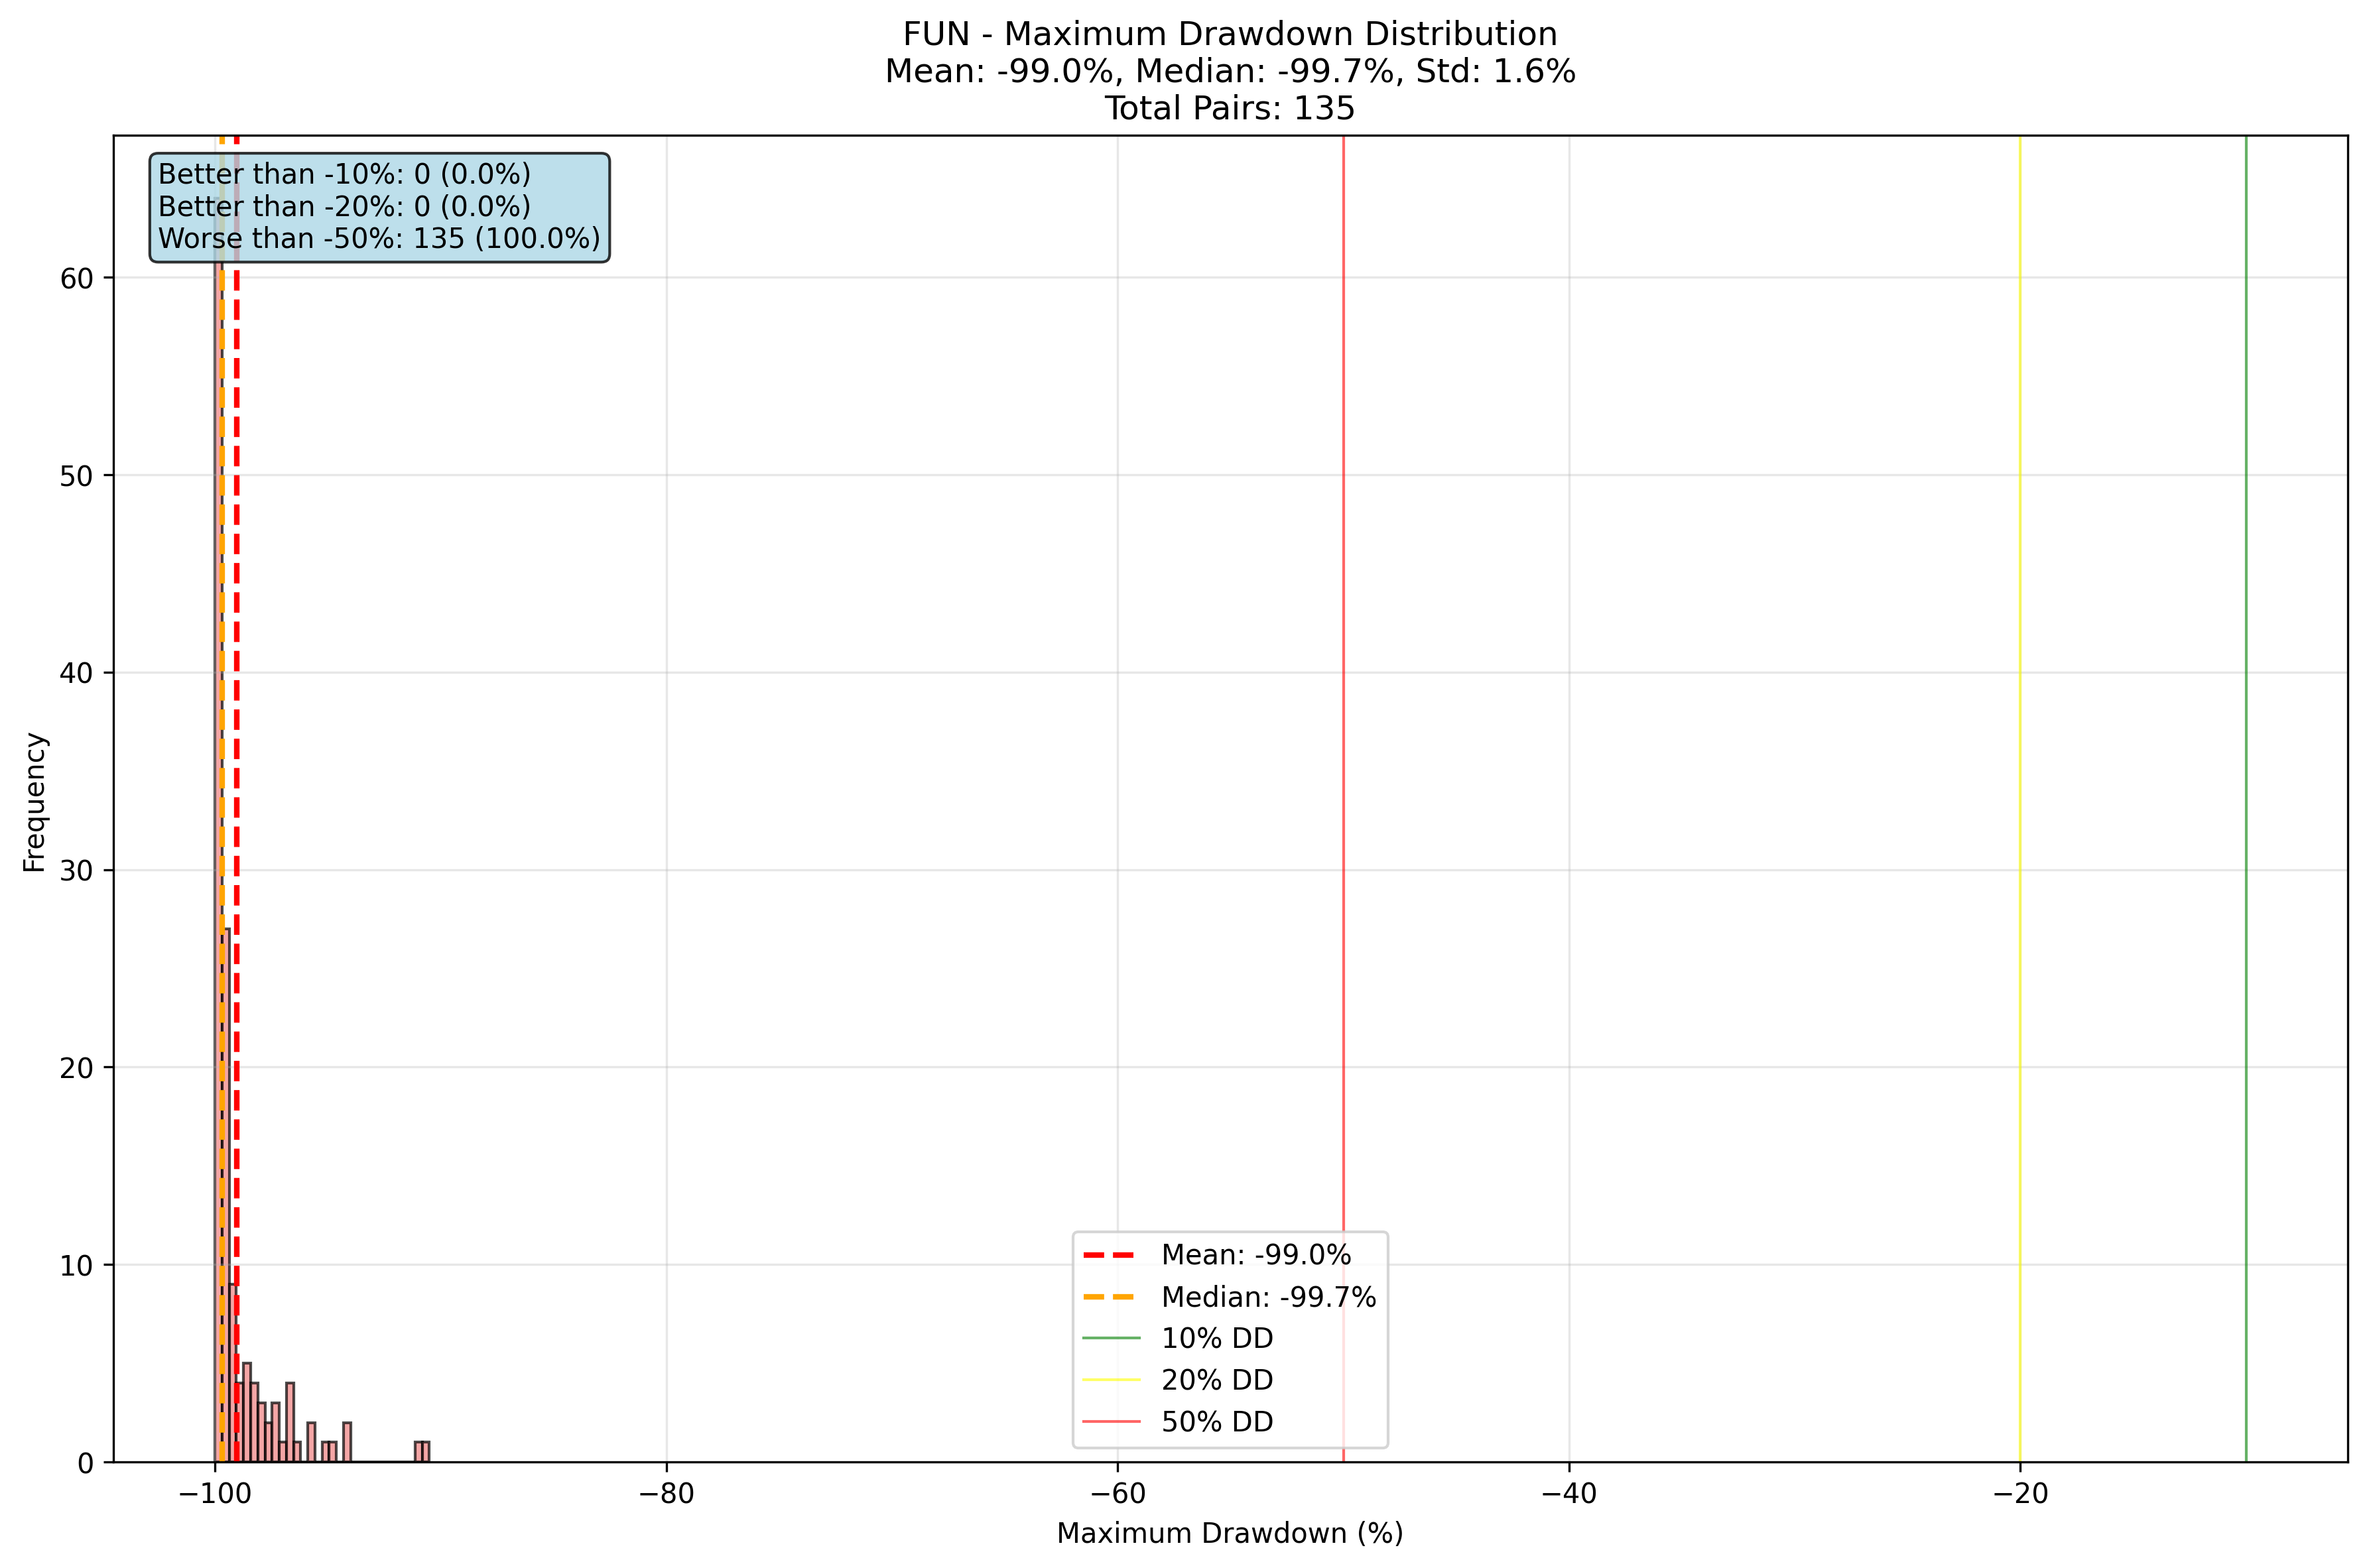 FUN - Maximum Drawdown Distribution
Mean: -99.0%, Median: -99.7%, Std: 1.6%
Total Pairs: 135
Better than -10%: 0 (0.0%)
Better than -20%: 0 (0.0%)
Worse than -50%: 135 (100.0%)
60
50
40
30
20
10
0
Frequency
Mean: -99.0%
Median: -99.7%
10% DD
20% DD
50% DD
−100
−80
−60
−40
−20
Maximum Drawdown (%)